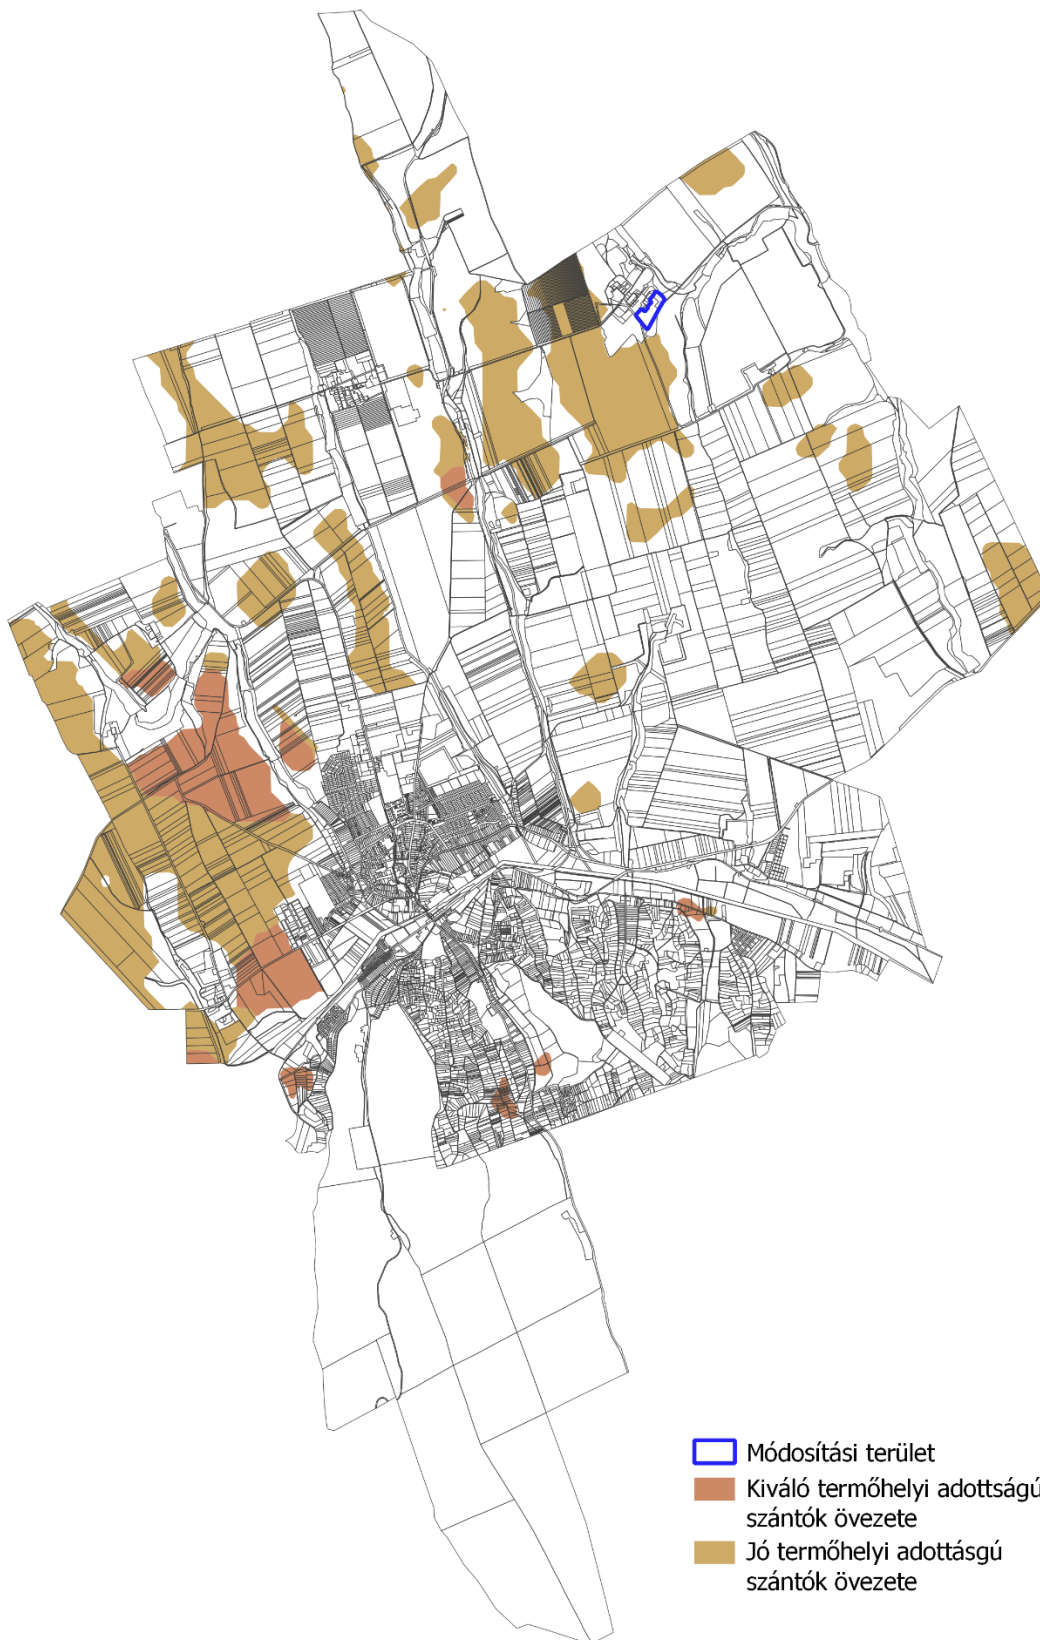 Módosítási terület
Kiváló termőhelyi adottságú
szántók övezete
Jó termőhelyi adottásgú
szántók övezete